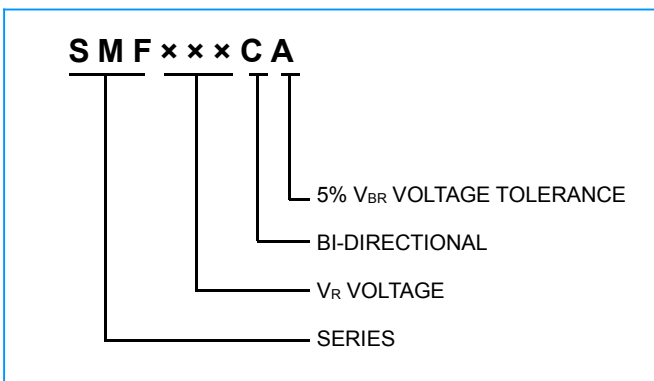 SMF×××CA
5% VBR VOLTAGE TOLERANCE
BI-DIRECTIONAL
VR VOLTAGE
SERIES